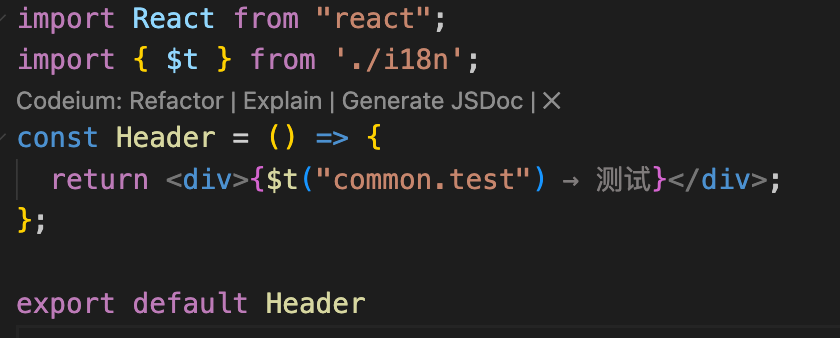 import React from "react";
import { $t } from './i18n';
Codeium: Refactor | Explain | Generate JSDoc | ×
const Header = () => {
return <div>{$t("common.test") → 测试}</div>;
};
export default Header